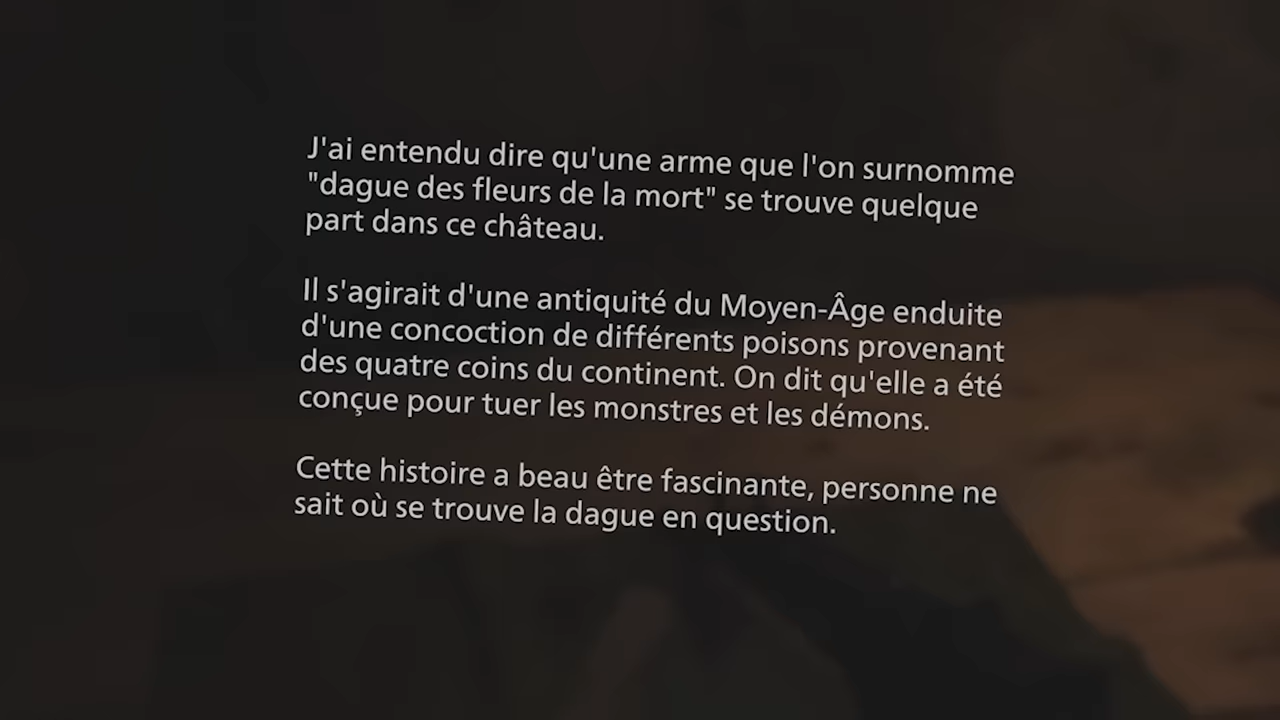 J'ai entendu dire qu'une arme que l'on surnomme
"dague des fleurs de la mort" se trouve quelque
part dans ce château.
Il s'agirait d'une antiquité du Moyen-Âge enduite
d'une concoction de différents poisons provenant
des quatre coins du continent. On dit qu'elle a été
conçue pour tuer les monstres et les démons.
Cette histoire a beau être fascinante, personne ne
sait où se trouve la dague en question.